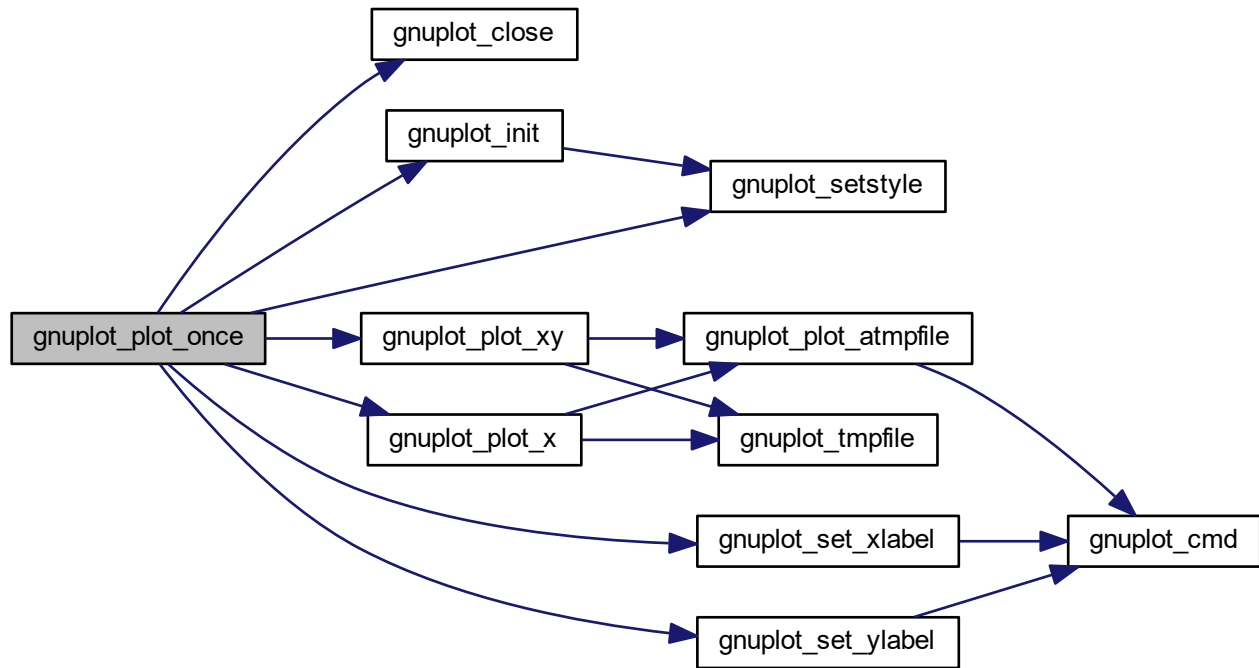 gnuplot_close
gnuplot_init
gnuplot_setstyle
gnuplot_plot_once
gnuplot_plot_xy
gnuplot_plot_atmpfile
gnuplot_plot_x
gnuplot_tmpfile
gnuplot_set_xlabel
gnuplot_cmd
gnuplot_set_ylabel